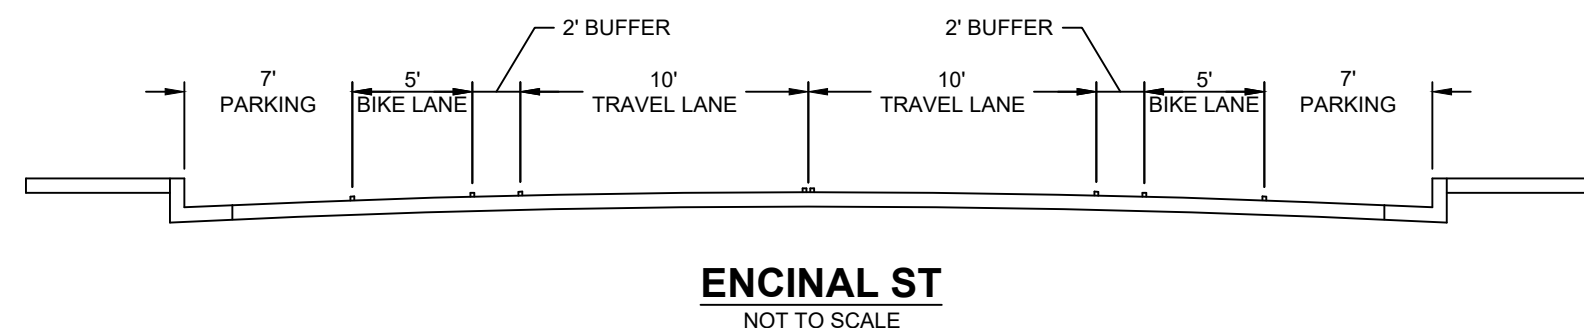 2' BUFFER
2' BUFFER
7'
PARKING
5'
BIKE LANE
10'
TRAVEL LANE
10'
TRAVEL LANE
5'
BIKE LANE
7'
PARKING
ENCINAL ST
NOT TO SCALE